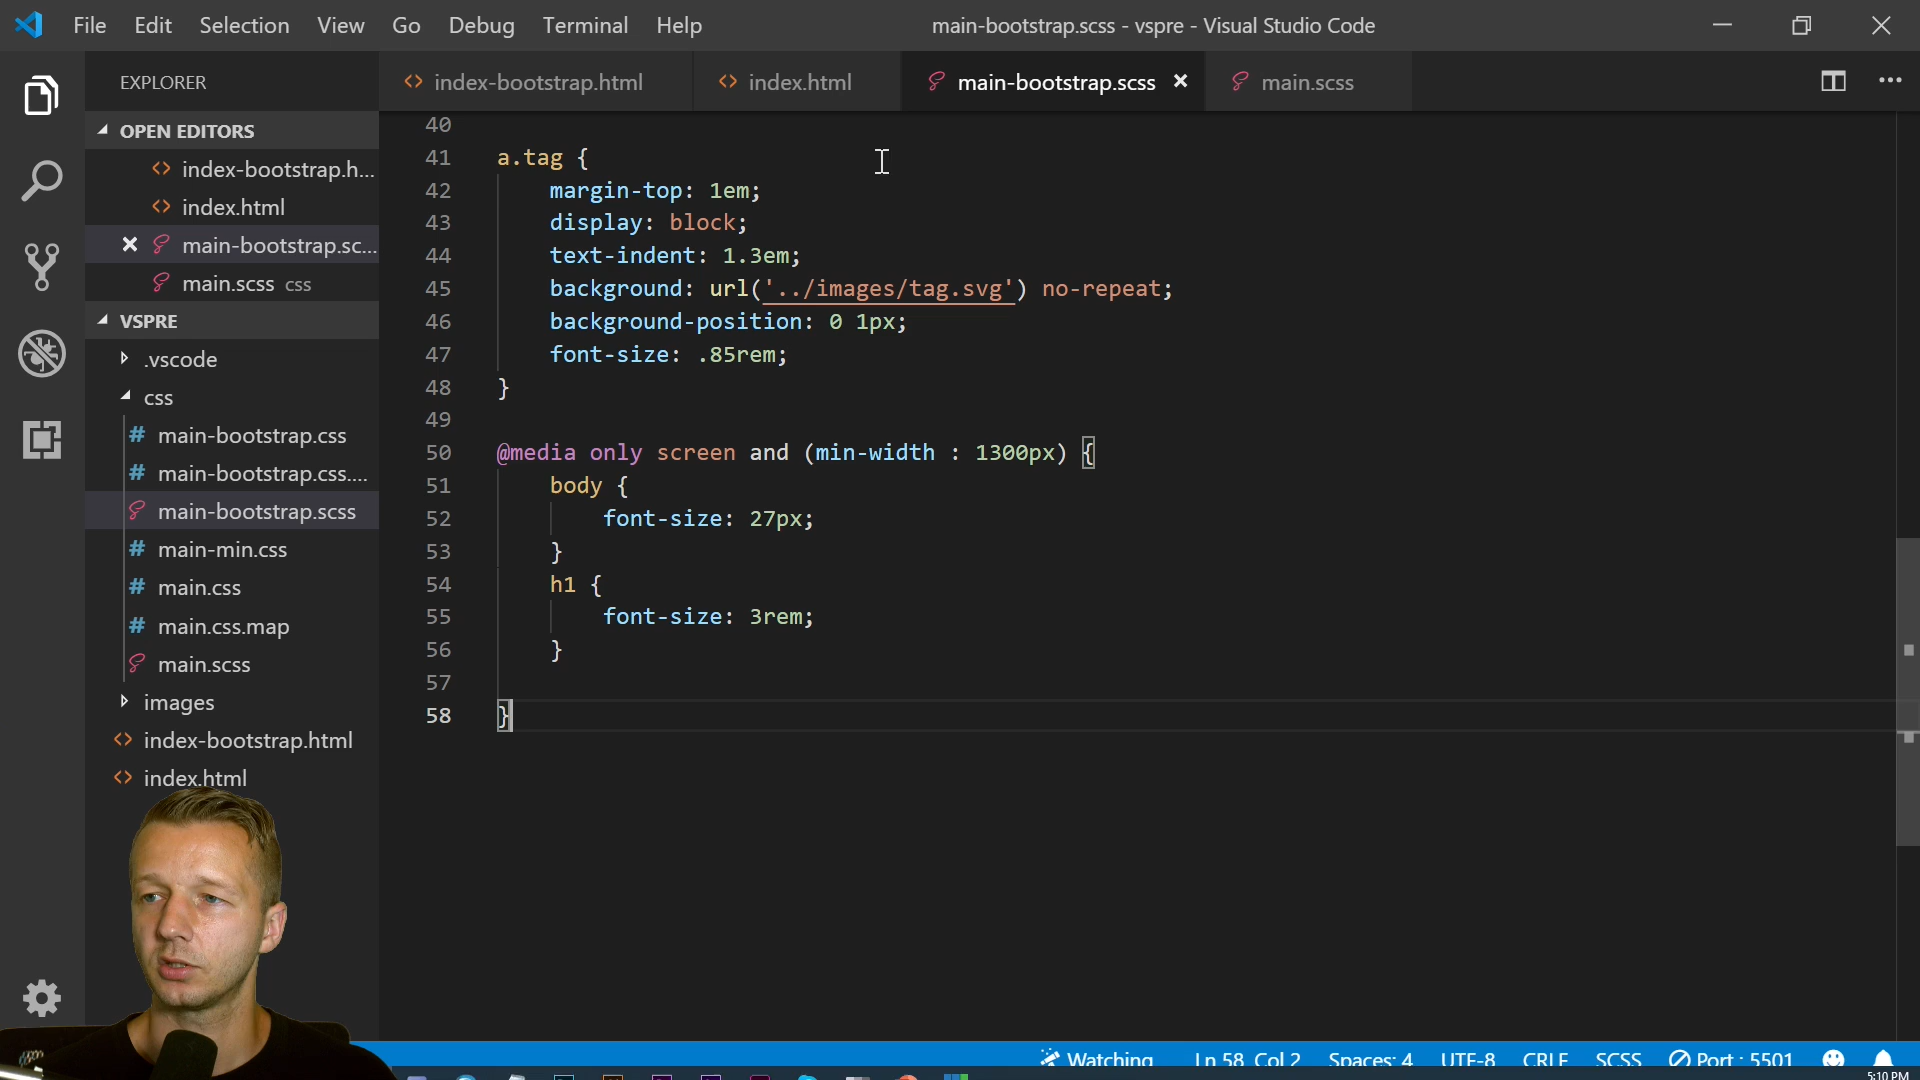 File Edit Selection View Go Debug Terminal Help
main-bootstrap.scss - vspre - Visual Studio Code
EXPLORER
index-bootstrap.html
index.html
main-bootstrap.scss
main.scss
OPEN EDITORS
index-bootstrap.h...
index.html
main-bootstrap.sc...
main.scss css
VSPRE
.vscode
css
main-bootstrap.css
main-bootstrap.css....
main-bootstrap.scss
main-min.css
main.css
main.css.map
main.scss
images
index-bootstrap.html
index.html
40
41 a.tag {
42 margin-top: 1em;
43 display: block;
44 text-indent: 1.3em;
45 background: url('../images/tag.svg') no-repeat;
46 background-position: 0 1px;
47 font-size: .85rem;
48 }
49
50 @media only screen and (min-width : 1300px) {
51 body {
52 font-size: 27px;
53 }
54 h1 {
55 font-size: 3rem;
56 }
57
58 }
Watching Ln 58, Col 2 Spaces: 4 UTF-8 CRLF SCSS Port : 5501
5:10 PM